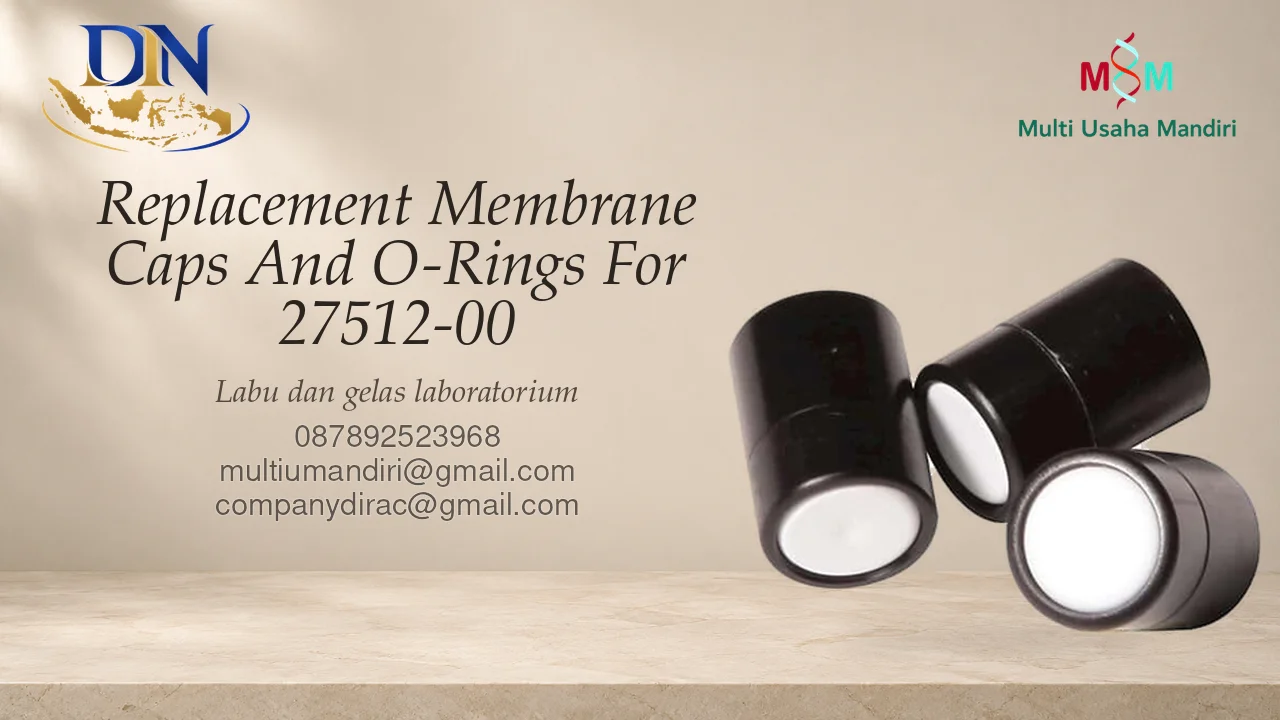 DIN
M M
Multi Usaha Mandiri
Replacement Membrane
Caps And O-Rings For
27512-00
Labu dan gelas laboratorium
087892523968
multiumandiri@gmail.com
companydirac@gmail.com